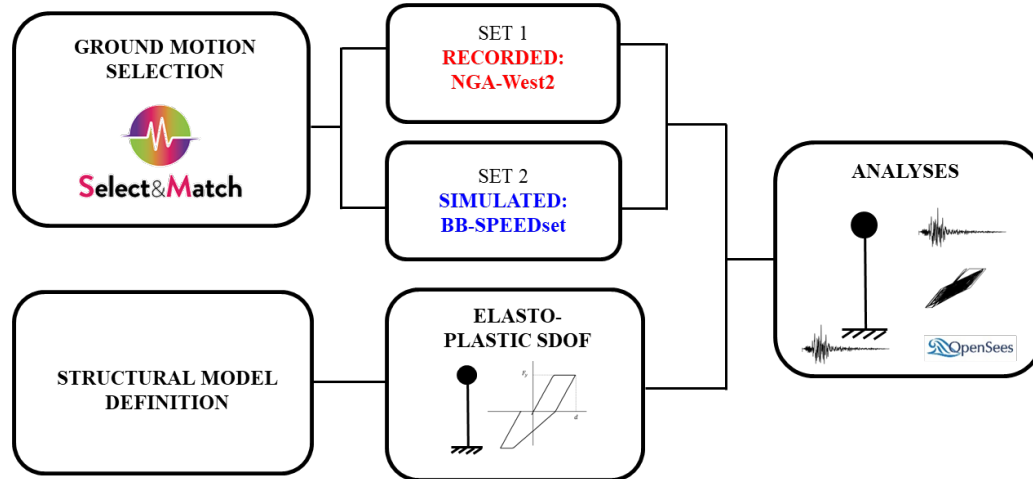 GROUND MOTION
SELECTION
Select&Match
SET 1
RECORDED:
NGA-West2
SET 2
SIMULATED:
BB-SPEEDset
STRUCTURAL MODEL
DEFINITION
ELASTO-
PLASTIC SDOF
d
ANALYSES
OpenSees